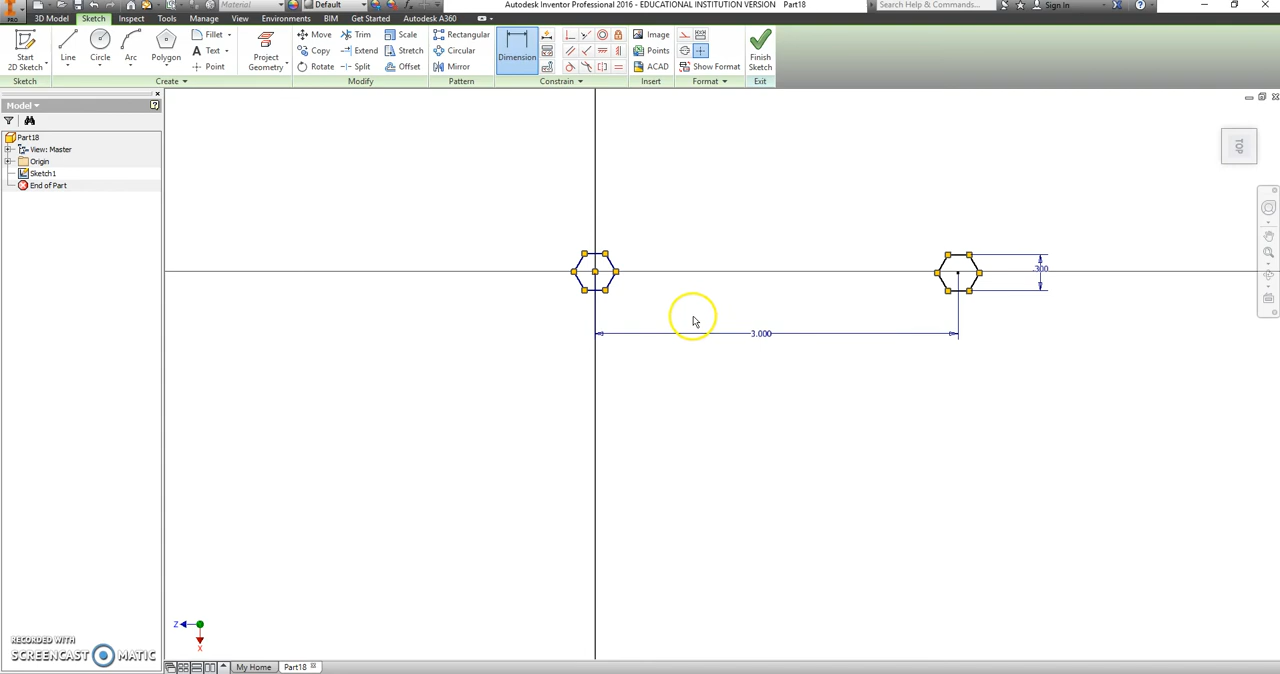 PRO
Material
Default
Autodesk Inventor Professional 2016 - EDUCATIONAL INSTITUTION VERSION Part18
Search Help & Commands...
Sign In
3D Model Sketch Inspect Tools Manage View Environments BIM Get Started Autodesk A360
Start
2D Sketch
Line
Circle
Arc
Polygon
Fillet
Text
Point
Project
Geometry
Move
Copy
Rotate
Trim
Extend
Split
Scale
Stretch
Offset
Rectangular
Circular
Mirror
Dimension
Image
Points
ACAD
Show Format
Finish
Sketch
Sketch Create Modify Pattern Constrain Insert Format Exit
Model
Part18
View: Master
Origin
Sketch1
End of Part
TOP
.300
3.000
Z
X
RECORDED WITH
SCREENCAST MATIC
My Home Part18